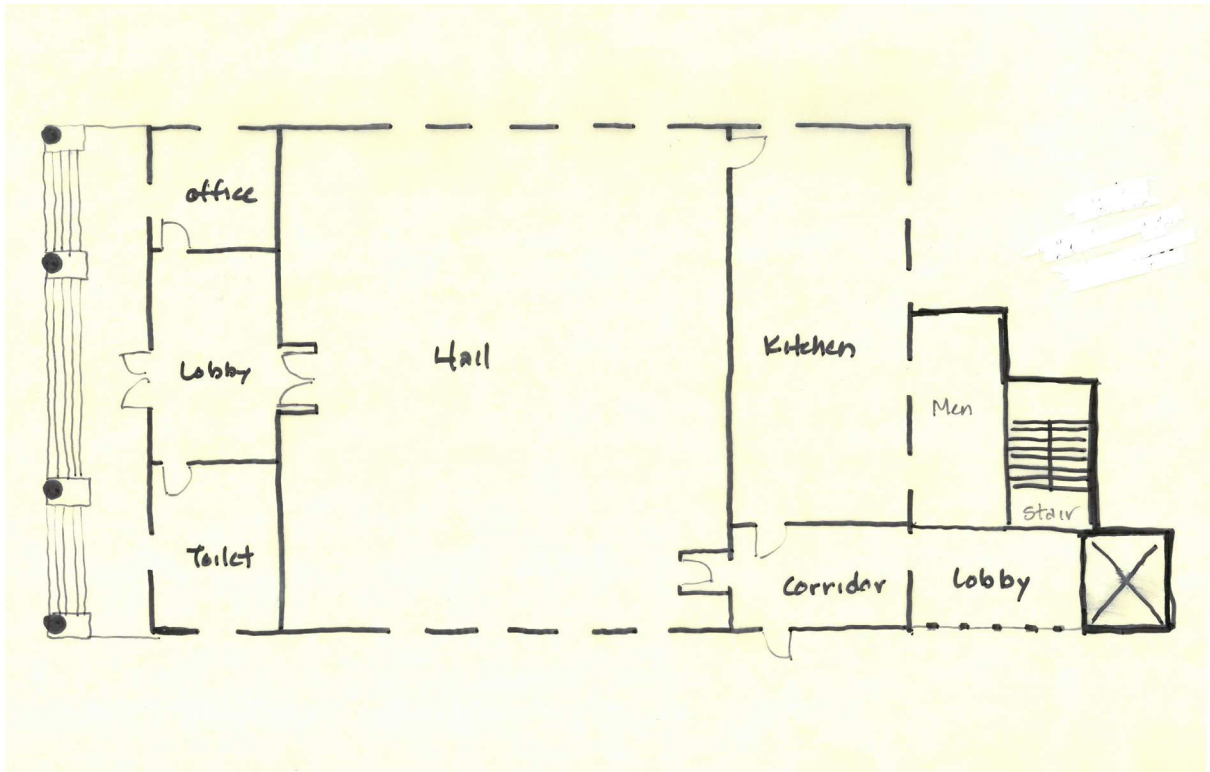 office
Lobby
Hall
Kitchen
Men
Stair
Toilet
Corridor
Lobby